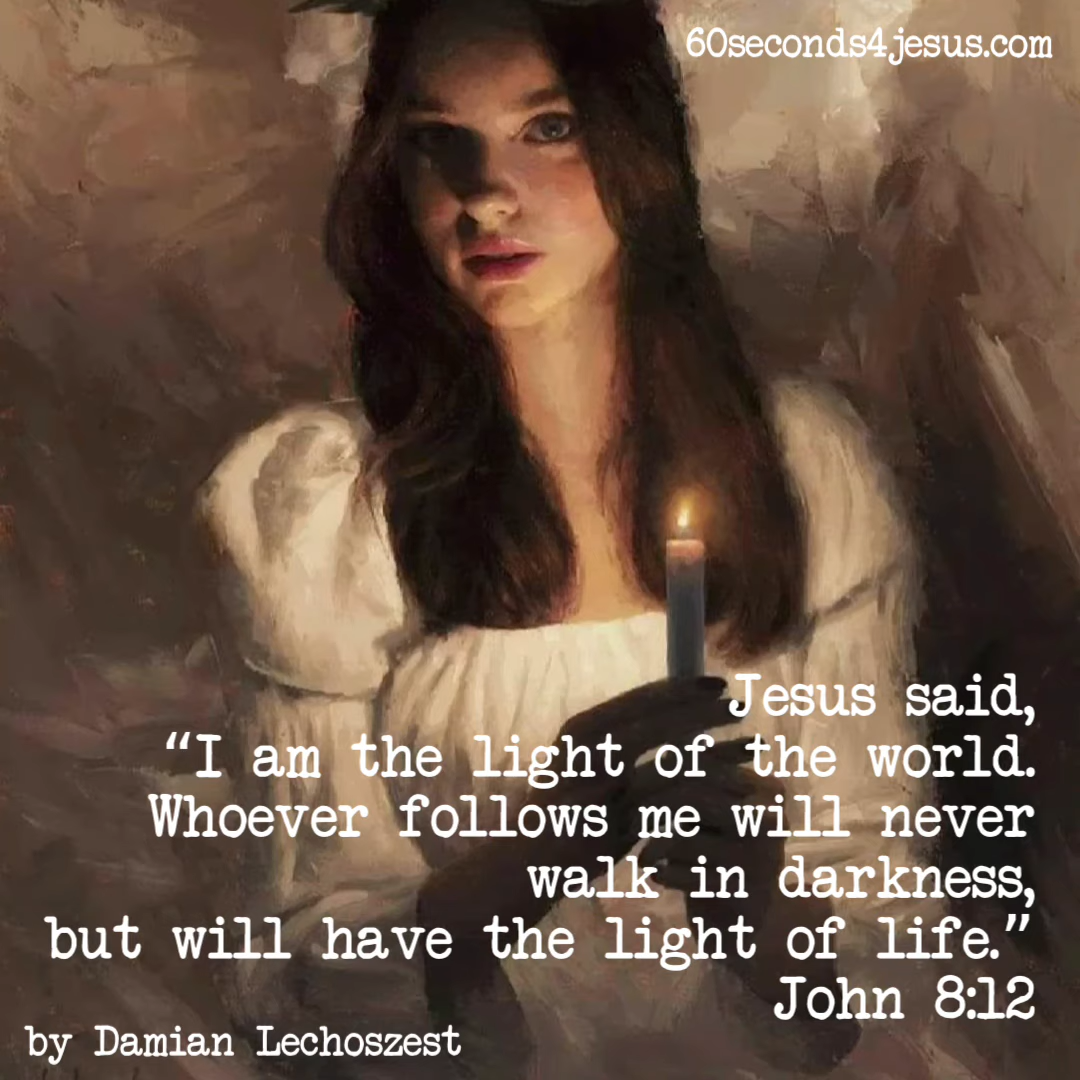 60seconds4jesus.com
Jesus said,
“I am the light of the world.
Whoever follows me will never
walk in darkness,
but will have the light of life.”
John 8:12
by Damian Lechoszest